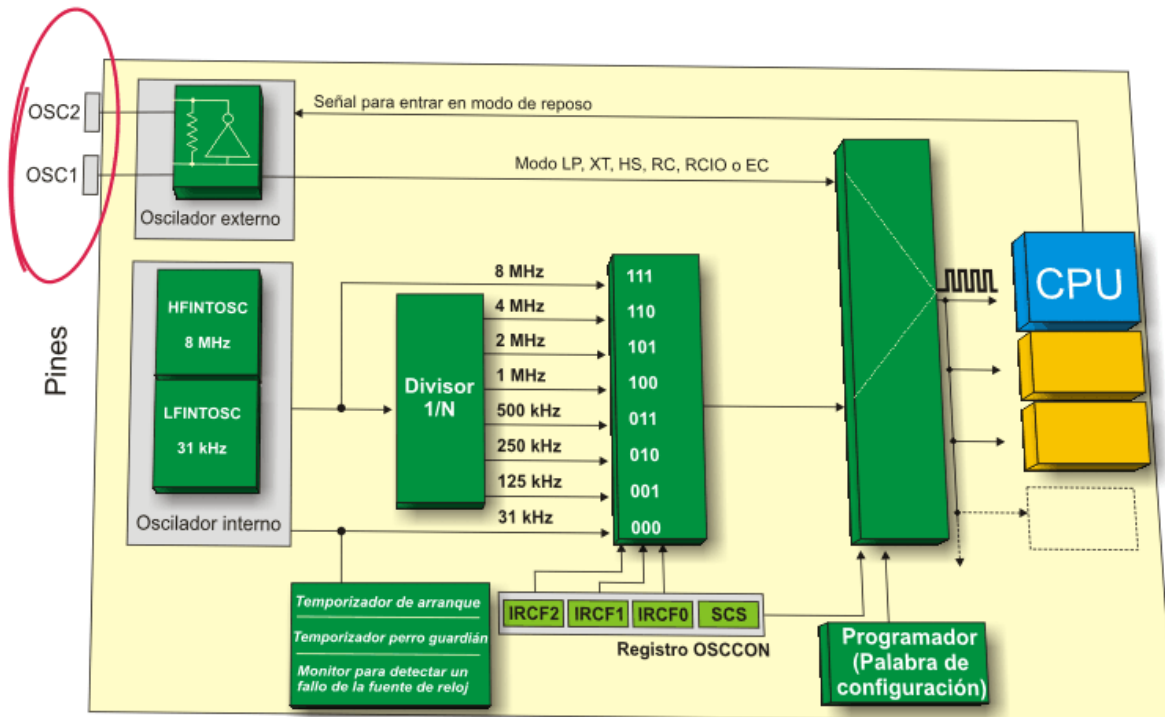 OSC2
OSC1
Pines
Señal para entrar en modo de reposo
Modo LP, XT, HS, RC, RCIO o EC
Oscilador externo
HFINTOSC
8 MHz
LFINTOSC
31 kHz
Oscilador interno
Divisor
1/N
8 MHz
4 MHz
2 MHz
1 MHz
500 kHz
250 kHz
125 kHz
31 kHz
111
110
101
100
011
010
001
000
CPU
Temporizador de arranque
Temporizador perro guardián
Monitor para detectar un
fallo de la fuente de reloj
IRCF2 IRCF1 IRCF0 SCS
Registro OSCCON
Programador
(Palabra de
configuración)